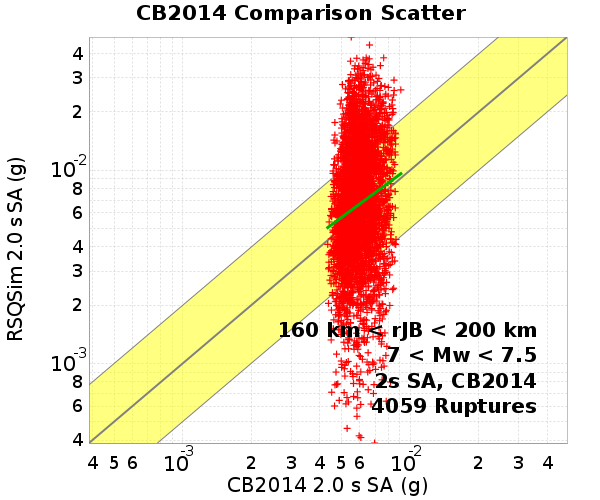 CB2014 Comparison Scatter
RSQSim 2.0 s SA (g)
4
3
2
10-2
8
6
4
3
2
10-3
8
6
4
160 km < rJB < 200 km
7 < Mw < 7.5
2s SA, CB2014
4059 Ruptures
4 5 6 10-3 2 3 4 5 6 10-2 2 3 4
CB2014 2.0 s SA (g)